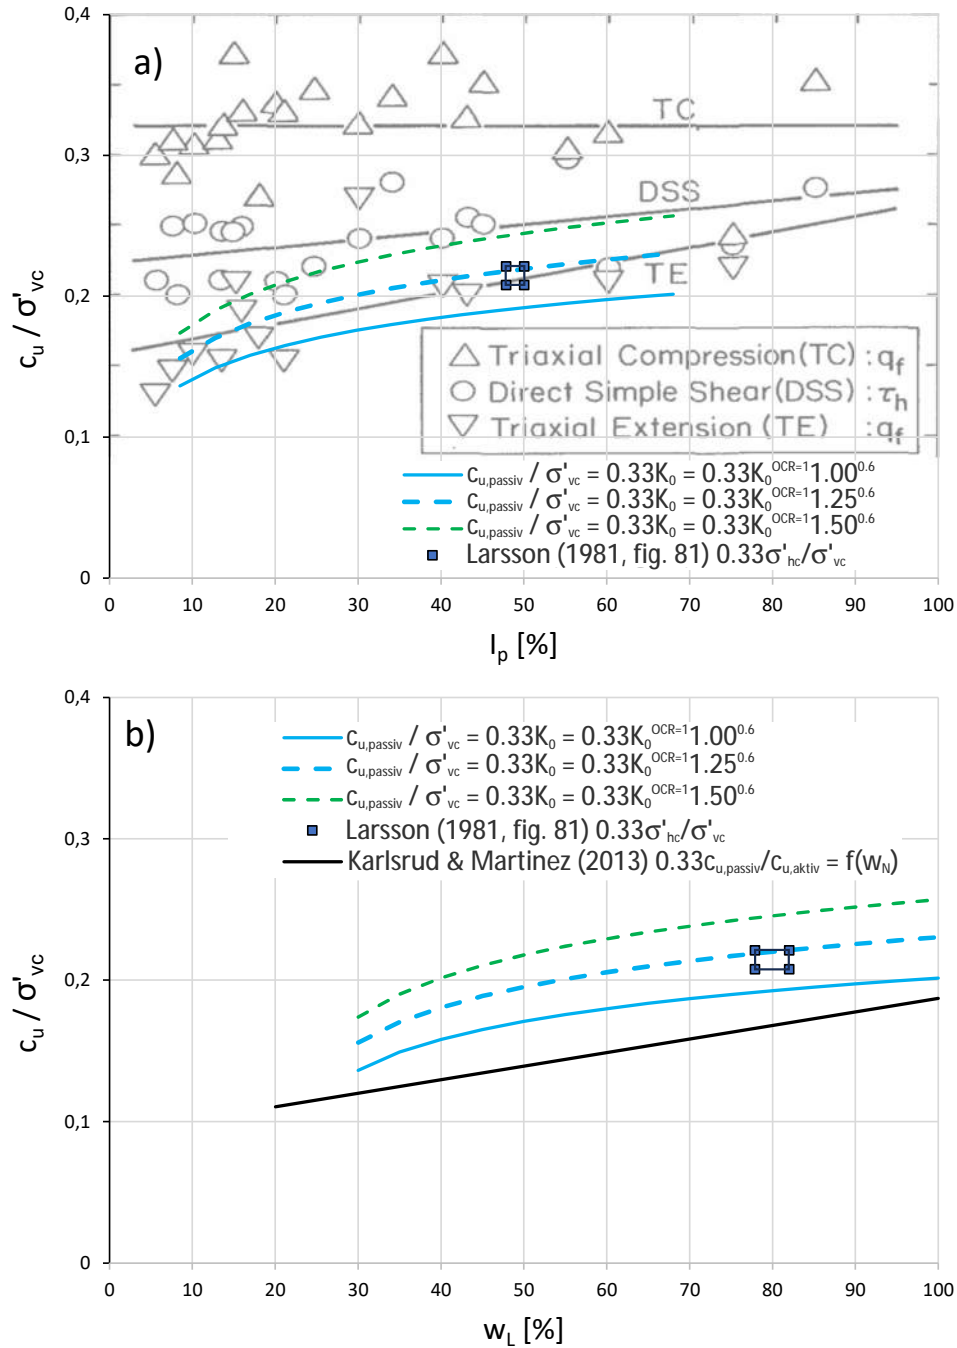 0,4
a)
TC
0,3
DSS
TE
0,2
c_u / σ'_vc
△ Triaxial Compression(TC) : q_f
○ Direct Simple Shear(DSS) : τ_h
▽ Triaxial Extension (TE) : q_f
0,1
c_u,passiv / σ'_vc = 0.33K_0 = 0.33K_0^OCR=1 1.00^0.6
c_u,passiv / σ'_vc = 0.33K_0 = 0.33K_0^OCR=1 1.25^0.6
c_u,passiv / σ'_vc = 0.33K_0 = 0.33K_0^OCR=1 1.50^0.6
Larsson (1981, fig. 81) 0.33σ'_hc/σ'_vc
0
0 10 20 30 40 50 60 70 80 90 100
I_p [%]
0,4
b)
c_u,passiv / σ'_vc = 0.33K_0 = 0.33K_0^OCR=1 1.00^0.6
c_u,passiv / σ'_vc = 0.33K_0 = 0.33K_0^OCR=1 1.25^0.6
c_u,passiv / σ'_vc = 0.33K_0 = 0.33K_0^OCR=1 1.50^0.6
Larsson (1981, fig. 81) 0.33σ'_hc/σ'_vc
Karlsrud & Martinez (2013) 0.33c_u,passiv/c_u,aktiv = f(w_N)
0,3
0,2
c_u / σ'_vc
0,1
0
0 10 20 30 40 50 60 70 80 90 100
w_L [%]